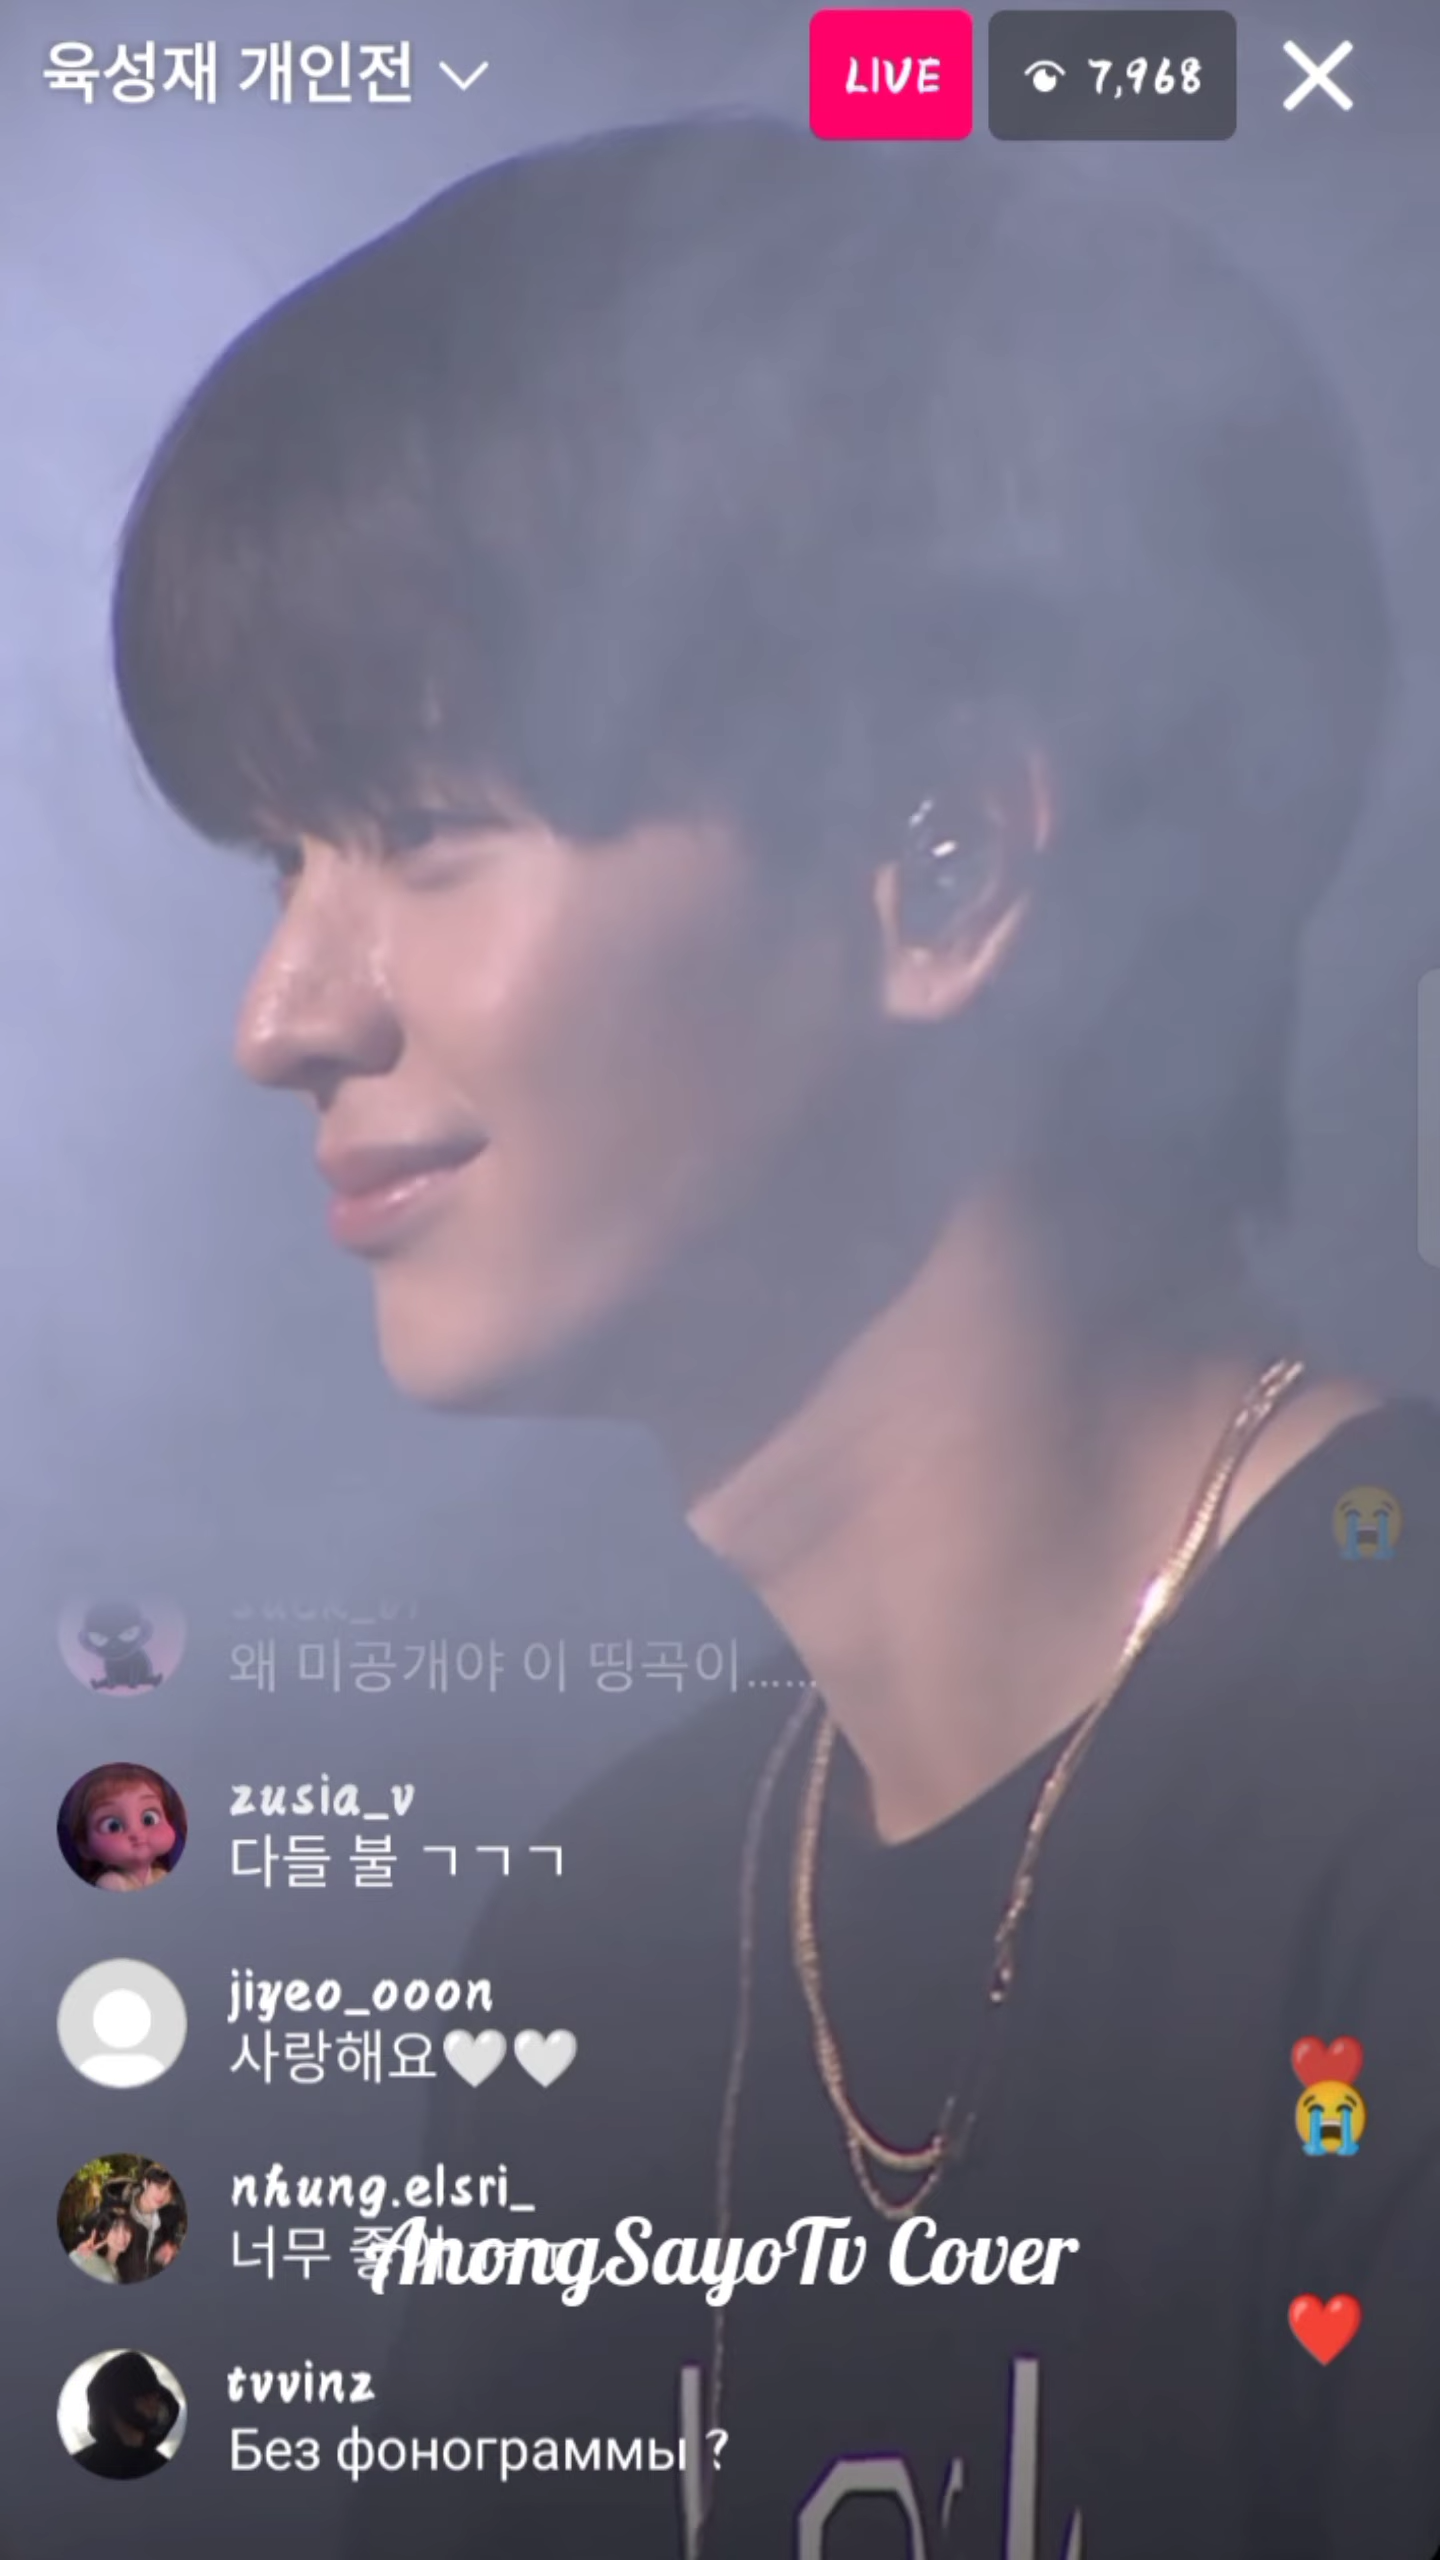 육성재 개인전
LIVE
7,968
왜 미공개야 이 띵곡이......
zusia_v
다들 불 ㄱㄱㄱ
jiyeo_ooon
사랑해요🤍🤍
nhung.elsri_
너무
AnongSayoTv Cover
tvvinz
Без фонограммы ?